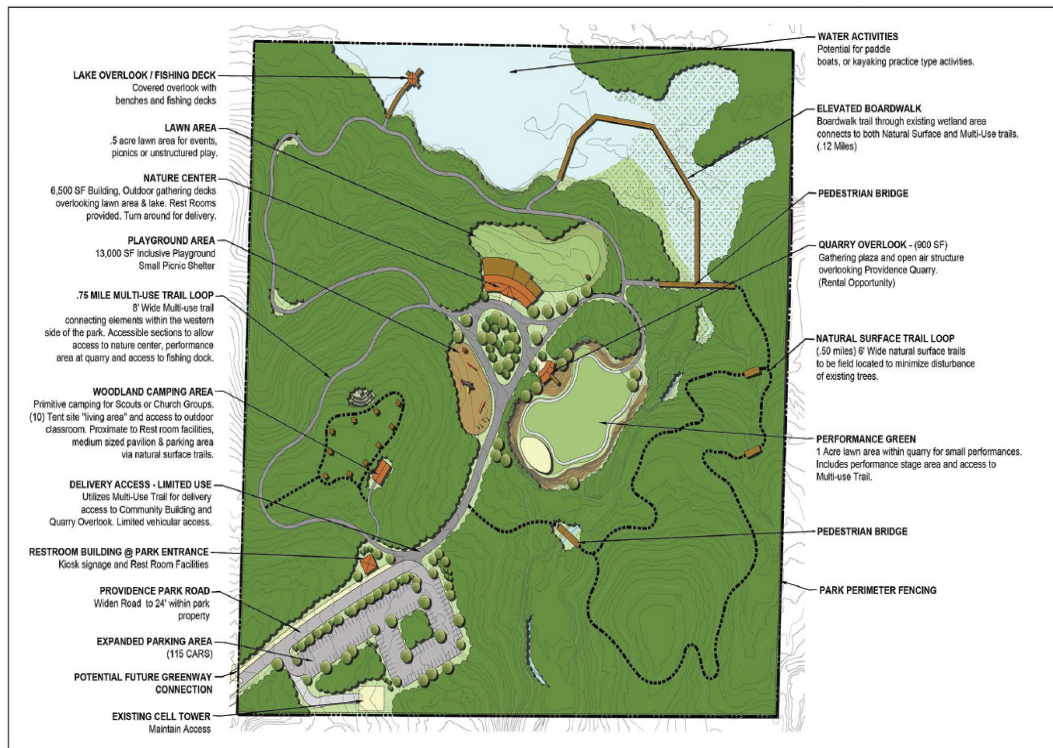 LAKE OVERLOOK / FISHING DECK
Covered overlook with
benches and fishing decks
LAWN AREA
.5 acre lawn area for events,
picnics or unstructured play.
NATURE CENTER
6,500 SF Building, Outdoor gathering decks
overlooking lawn area & lake. Rest Rooms
provided. Turn around for delivery.
PLAYGROUND AREA
13,000 SF Inclusive Playground
Small Picnic Shelter
.75 MILE MULTI-USE TRAIL LOOP
8' Wide Multi-use trail
connecting elements within the western
side of the park. Accessible sections to allow
access to nature center, performance
area at quarry and access to fishing dock.
WOODLAND CAMPING AREA
Primitive camping for Scouts or Church Groups.
(10) Tent site "living area" and access to outdoor
classroom. Proximate to Rest room facilities,
medium sized pavilion & parking area
via natural surface trails.
DELIVERY ACCESS - LIMITED USE
Utilizes Multi-Use Trail for delivery
access to Community Building and
Quarry Overlook. Limited vehicular access.
RESTROOM BUILDING @ PARK ENTRANCE
Kiosk signage and Rest Room Facilities
PROVIDENCE PARK ROAD
Widen Road to 24' within park
property
EXPANDED PARKING AREA
(115 CARS)
POTENTIAL FUTURE GREENWAY
CONNECTION
EXISTING CELL TOWER
Maintain Access
WATER ACTIVITIES
Potential for paddle
boats, or kayaking practice type activities.
ELEVATED BOARDWALK
Boardwalk trail through existing wetland area
connects to both Natural Surface and Multi-Use trails.
(.12 Miles)
PEDESTRIAN BRIDGE
QUARRY OVERLOOK - (900 SF)
Gathering plaza and open air structure
overlooking Providence Quarry.
(Rental Opportunity)
NATURAL SURFACE TRAIL LOOP
(.50 miles) 6' Wide natural surface trails
to be field located to minimize disturbance
of existing trees.
PERFORMANCE GREEN
1 Acre lawn area within quarry for small performances.
Includes performance stage area and access to
Multi-use Trail.
PEDESTRIAN BRIDGE
PARK PERIMETER FENCING